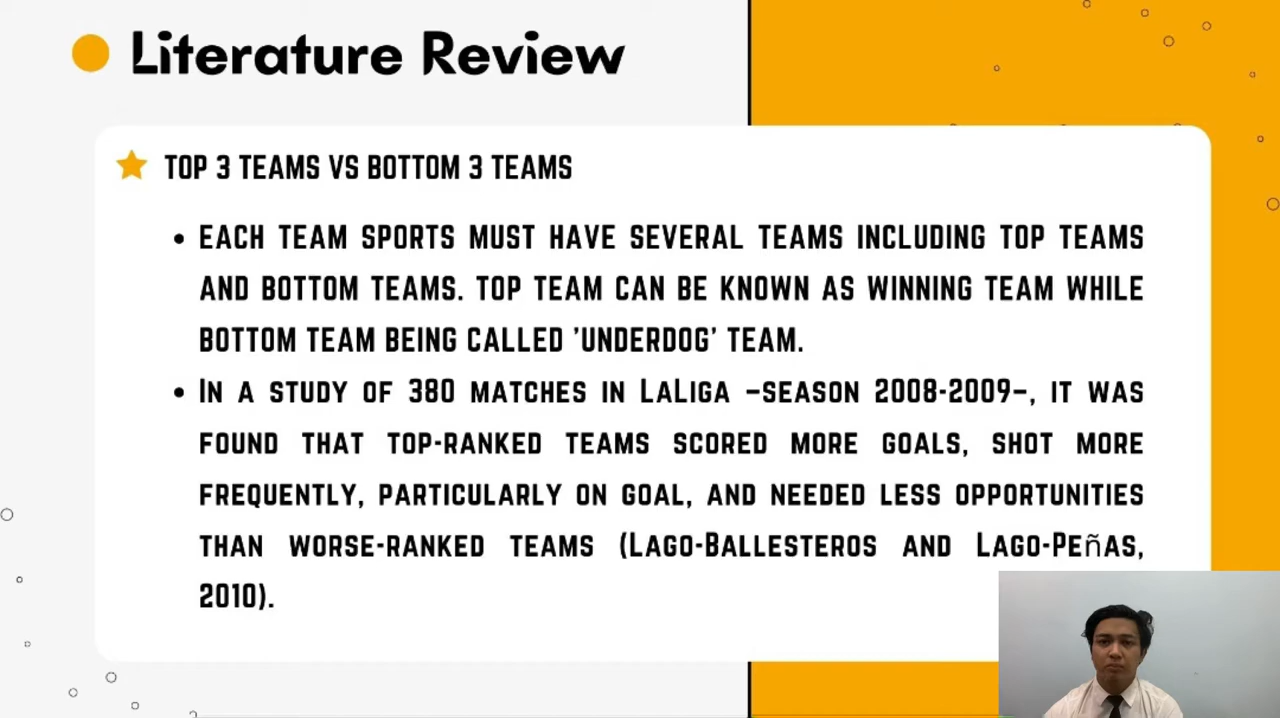 Literature Review
TOP 3 TEAMS VS BOTTOM 3 TEAMS
• EACH TEAM SPORTS MUST HAVE SEVERAL TEAMS INCLUDING TOP TEAMS
AND BOTTOM TEAMS. TOP TEAM CAN BE KNOWN AS WINNING TEAM WHILE
BOTTOM TEAM BEING CALLED 'UNDERDOG' TEAM.
• IN A STUDY OF 380 MATCHES IN LALIGA –SEASON 2008-2009–, IT WAS
FOUND THAT TOP-RANKED TEAMS SCORED MORE GOALS, SHOT MORE
FREQUENTLY, PARTICULARLY ON GOAL, AND NEEDED LESS OPPORTUNITIES
THAN WORSE-RANKED TEAMS (LAGO-BALLESTEROS AND LAGO-PEñAS,
2010).